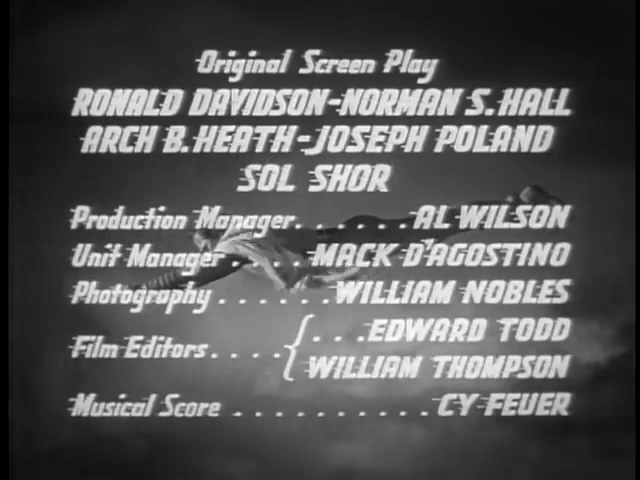 Original Screen Play
RONALD DAVIDSON-NORMAN S. HALL
ARCH B. HEATH-JOSEPH POLAND
SOL SHOR
Production Manager. . . . . . AL WILSON
Unit Manager . . . . MACK D'AGOSTINO
Photography . . . . . . . WILLIAM NOBLES
Film Editors. . . . { . . . EDWARD TODD
WILLIAM THOMPSON
Musical Score . . . . . . . . . . . CY FEUER